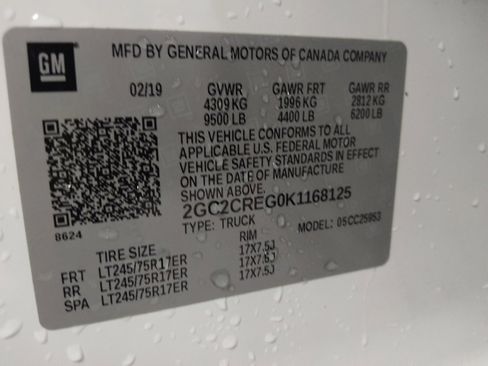 GM
MFD BY GENERAL MOTORS OF CANADA COMPANY
02/19 GVWR GAWR FRT GAWR RR
4309 KG 1996 KG 2812 KG
9500 LB 4400 LB 6200 LB
THIS VEHICLE CONFORMS TO ALL
APPLICABLE U.S. FEDERAL MOTOR
VEHICLE SAFETY STANDARDS IN EFFECT
ON THE DATE OF MANUFACTURE
SHOWN ABOVE.
2GC2CREG0K1168125
TYPE: TRUCK MODEL: 05CC25953
8624
TIRE SIZE RIM
FRT LT245/75R17ER 17X7.5J
RR LT245/75R17ER 17X7.5J
SPA LT245/75R17ER 17X7.5J